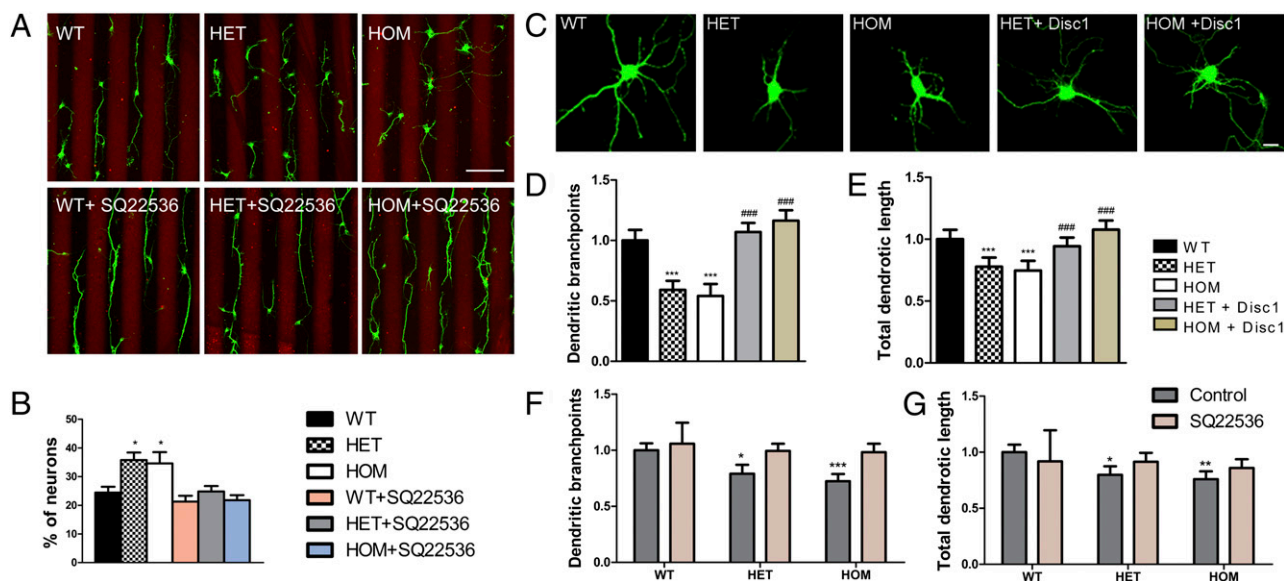 A
WT
HET
HOM
WT+ SQ22536
HET+SQ22536
HOM+SQ22536
B
% of neurons
50
40
30
20
10
0
*
*
WT
HET
HOM
WT+SQ22536
HET+SQ22536
HOM+SQ22536
C
WT
HET
HOM
HET+ Disc1
HOM +Disc1
D
Dendritic branchpoints
1.5
1.0
0.5
0.0
***
***
###
###
E
Total dendrotic length
1.5
1.0
0.5
0.0
***
***
###
###
WT
HET
HOM
HET + Disc1
HOM + Disc1
F
Dendritic branchpoints
1.5
1.0
0.5
0.0
*
***
WT
HET
HOM
G
Total dendrotic length
1.5
1.0
0.5
0.0
*
**
WT
HET
HOM
Control
SQ22536